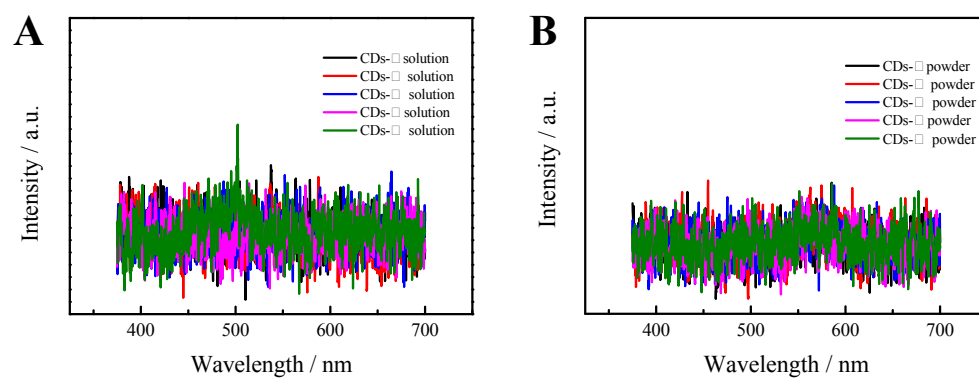 A
B
CDs-□ solution
CDs-□ solution
CDs-□ solution
CDs-□ solution
CDs-□ solution
CDs-□ powder
CDs-□ powder
CDs-□ powder
CDs-□ powder
CDs-□ powder
Intensity / a.u.
Intensity / a.u.
400 500 600 700
400 500 600 700
Wavelength / nm
Wavelength / nm